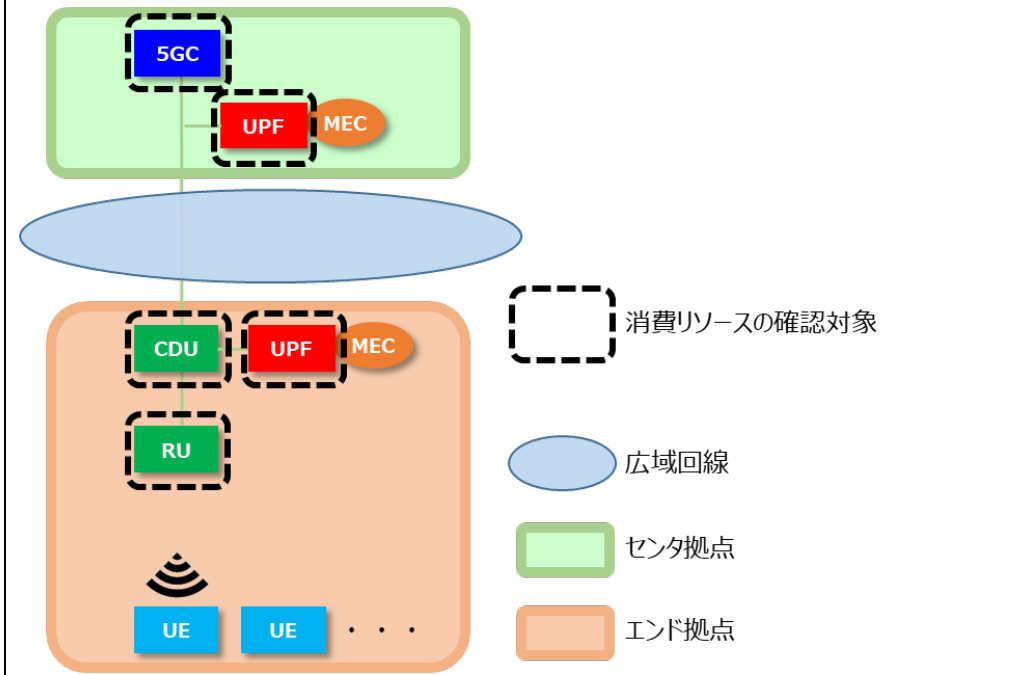 5GC
UPF
MEC
消費リソースの確認対象
CDU
UPF
MEC
RU
広域回線
センタ拠点
UE
UE
・・・
エンド拠点